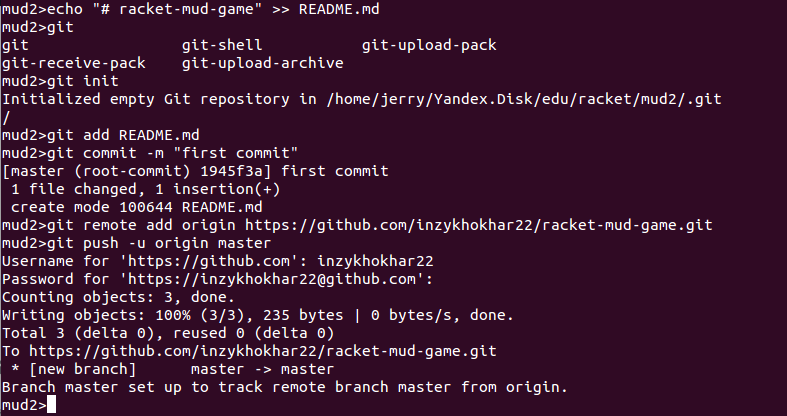 mud2>echo "# racket-mud-game" >> README.md
mud2>git
git                 git-shell           git-upload-pack
git-receive-pack    git-upload-archive
mud2>git init
Initialized empty Git repository in /home/jerry/Yandex.Disk/edu/racket/mud2/.git
/
mud2>git add README.md
mud2>git commit -m "first commit"
[master (root-commit) 1945f3a] first commit
 1 file changed, 1 insertion(+)
 create mode 100644 README.md
mud2>git remote add origin https://github.com/inzykhokhar22/racket-mud-game.git
mud2>git push -u origin master
Username for 'https://github.com': inzykhokhar22
Password for 'https://inzykhokhar22@github.com':
Counting objects: 3, done.
Writing objects: 100% (3/3), 235 bytes | 0 bytes/s, done.
Total 3 (delta 0), reused 0 (delta 0)
To https://github.com/inzykhokhar22/racket-mud-game.git
 * [new branch]      master -> master
Branch master set up to track remote branch master from origin.
mud2>